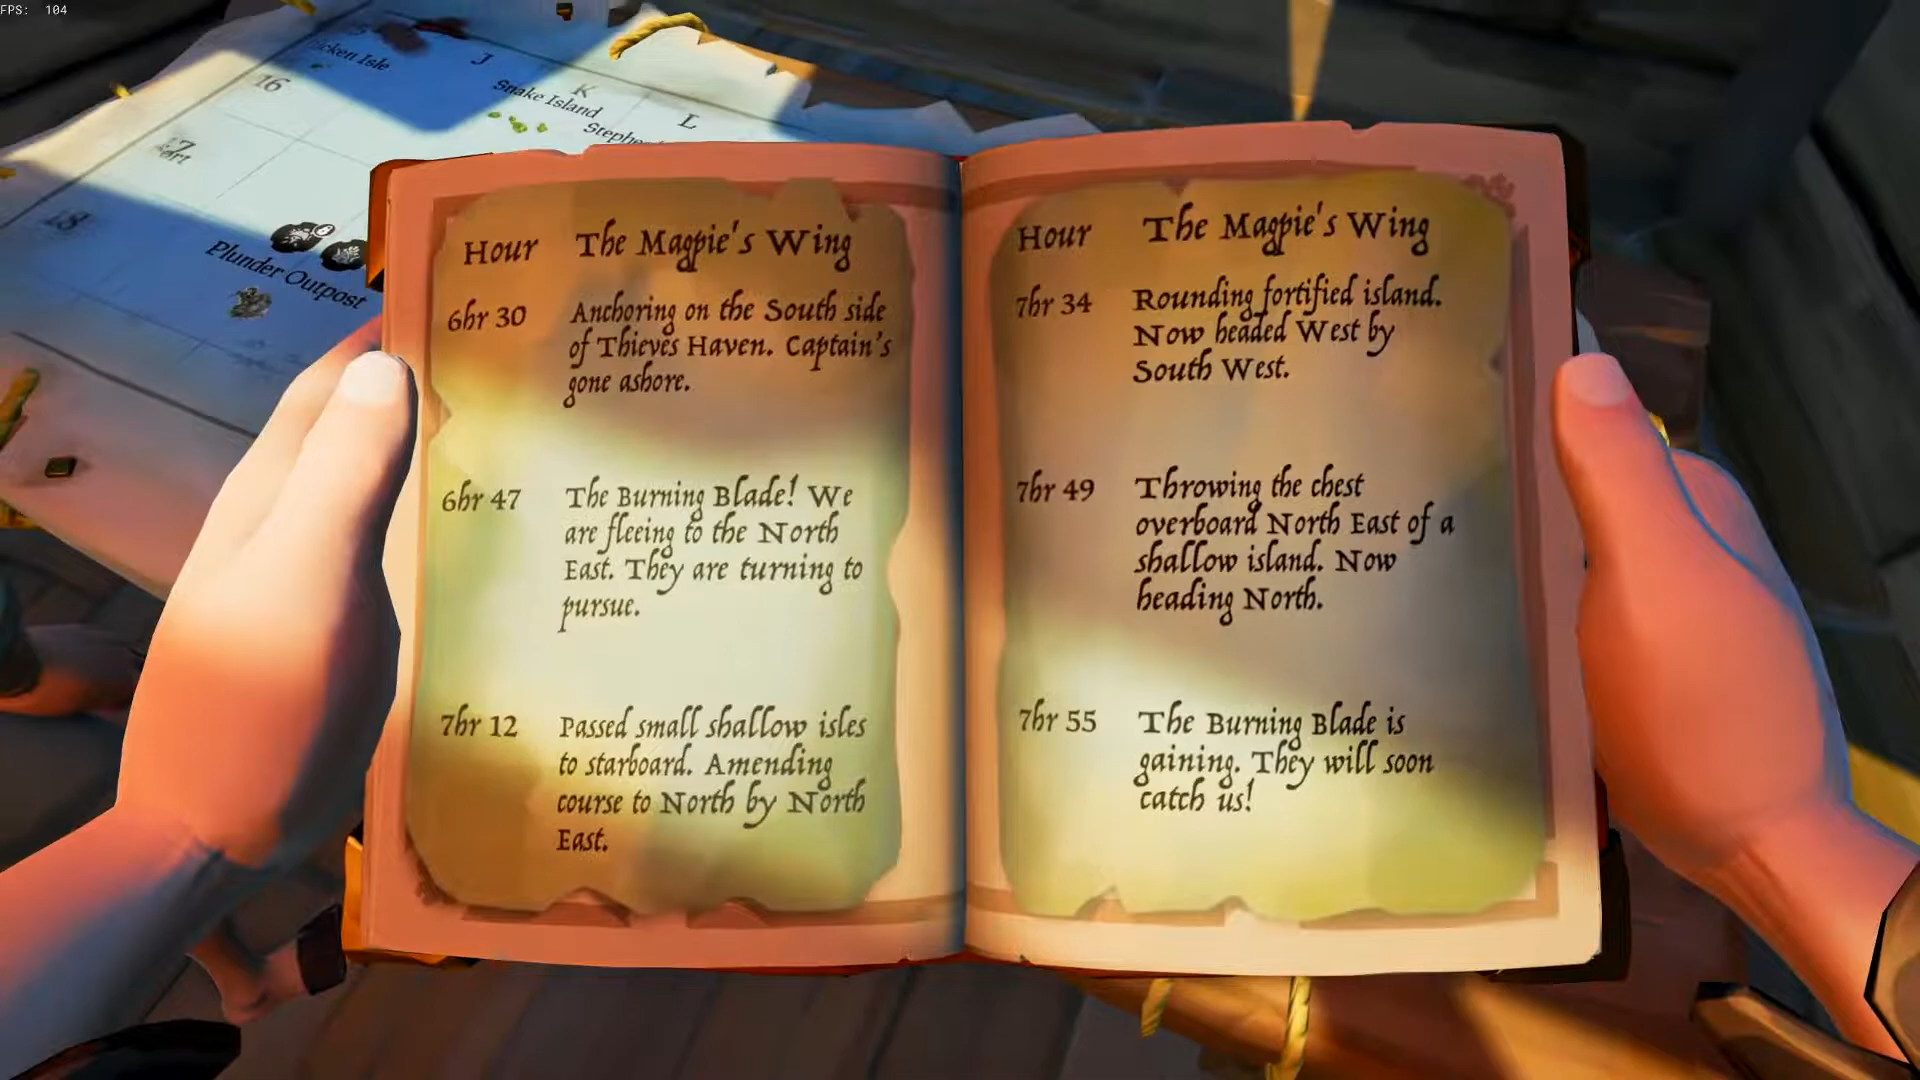 FPS: 104
J
K
L
16
Snake Island
18
Plunder Outpost
Hour The Magpie's Wing
6hr 30 Anchoring on the South side
of Thieves Haven. Captain's
gone ashore.
6hr 47 The Burning Blade! We
are fleeing to the North
East. They are turning to
pursue.
7hr 12 Passed small shallow isles
to starboard. Amending
course to North by North
East.
Hour The Magpie's Wing
7hr 34 Rounding fortified island.
Now headed West by
South West.
7hr 49 Throwing the chest
overboard North East of a
shallow island. Now
heading North.
7hr 55 The Burning Blade is
gaining. They will soon
catch us!